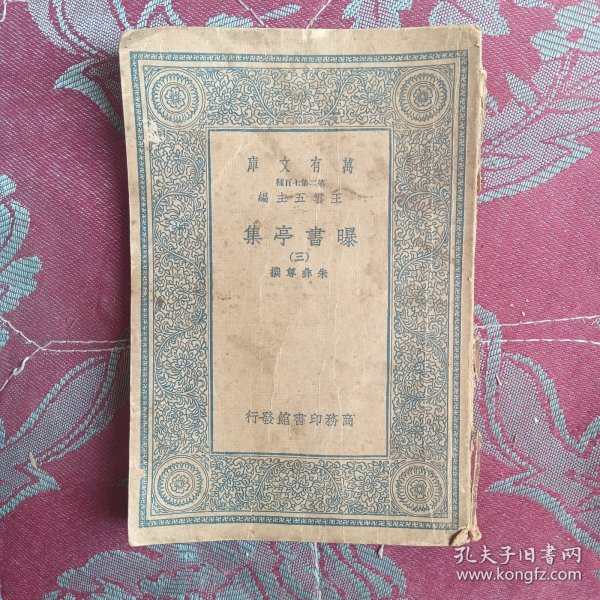 萬有文庫
第二集七百種
王雲五主編
曝書亭集
(三)
朱彝尊撰
商務印書館發行
孔夫子旧书网
www.kongfz.com